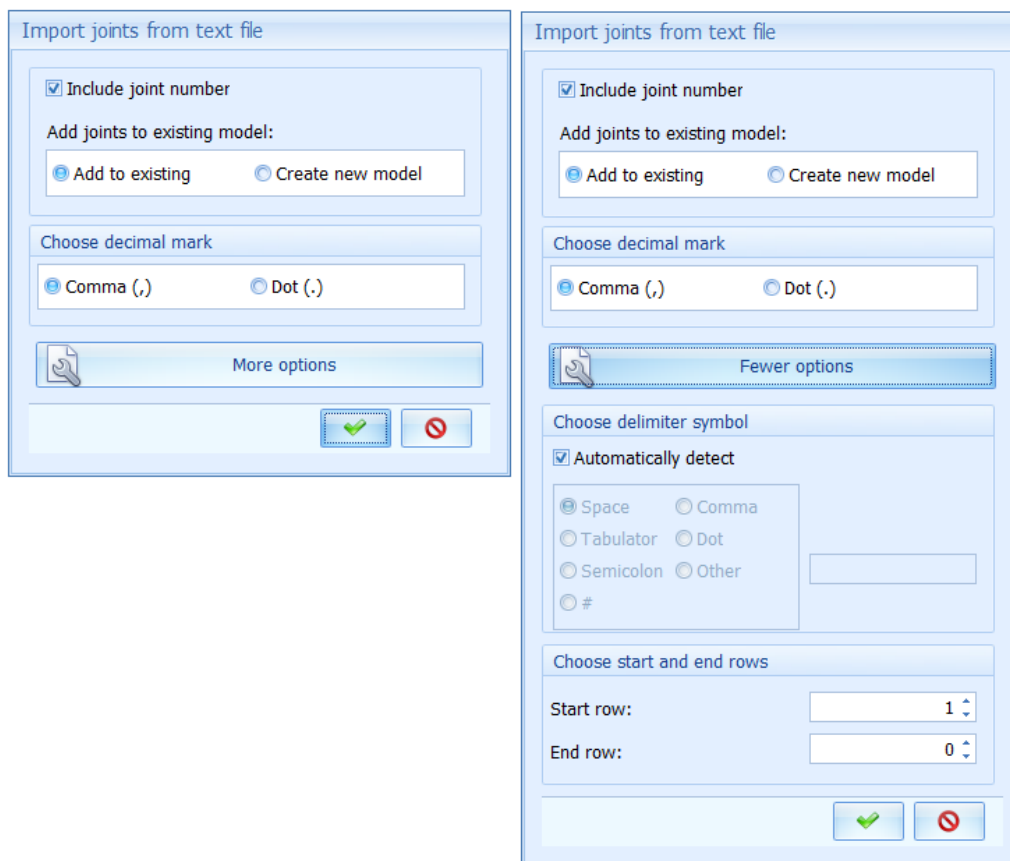 Import joints from text file
Include joint number
Add joints to existing model:
Add to existing Create new model
Choose decimal mark
Comma (,) Dot (.)
More options
Import joints from text file
Include joint number
Add joints to existing model:
Add to existing Create new model
Choose decimal mark
Comma (,) Dot (.)
Fewer options
Choose delimiter symbol
Automatically detect
Space Comma
Tabulator Dot
Semicolon Other
#
Choose start and end rows
Start row: 1
End row: 0